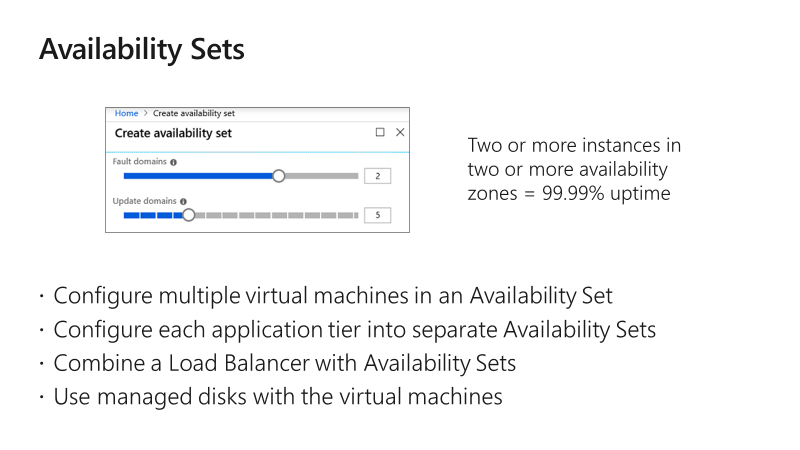 Availability Sets
Home > Create availability set
Create availability set
Fault domains
2
Update domains
5
Two or more instances in
two or more availability
zones = 99.99% uptime
· Configure multiple virtual machines in an Availability Set
· Configure each application tier into separate Availability Sets
· Combine a Load Balancer with Availability Sets
· Use managed disks with the virtual machines